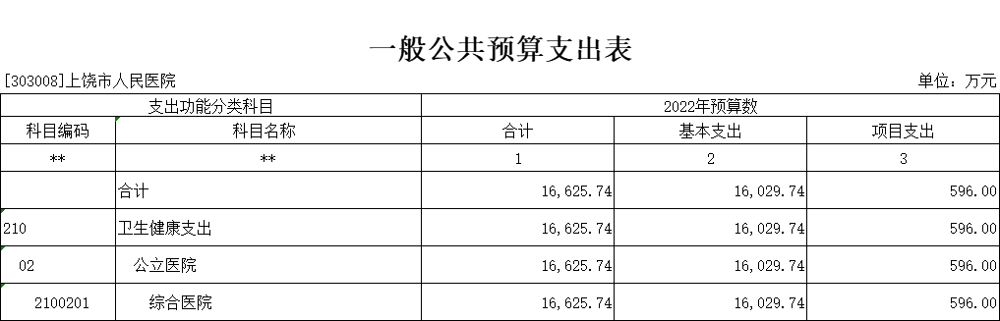 一般公共预算支出表
[303008]上饶市人民医院 单位：万元
支出功能分类科目 2022年预算数
科目编码 科目名称 合计 基本支出 项目支出
** ** 1 2 3
合计 16,625.74 16,029.74 596.00
210 卫生健康支出 16,625.74 16,029.74 596.00
02 公立医院 16,625.74 16,029.74 596.00
2100201 综合医院 16,625.74 16,029.74 596.00